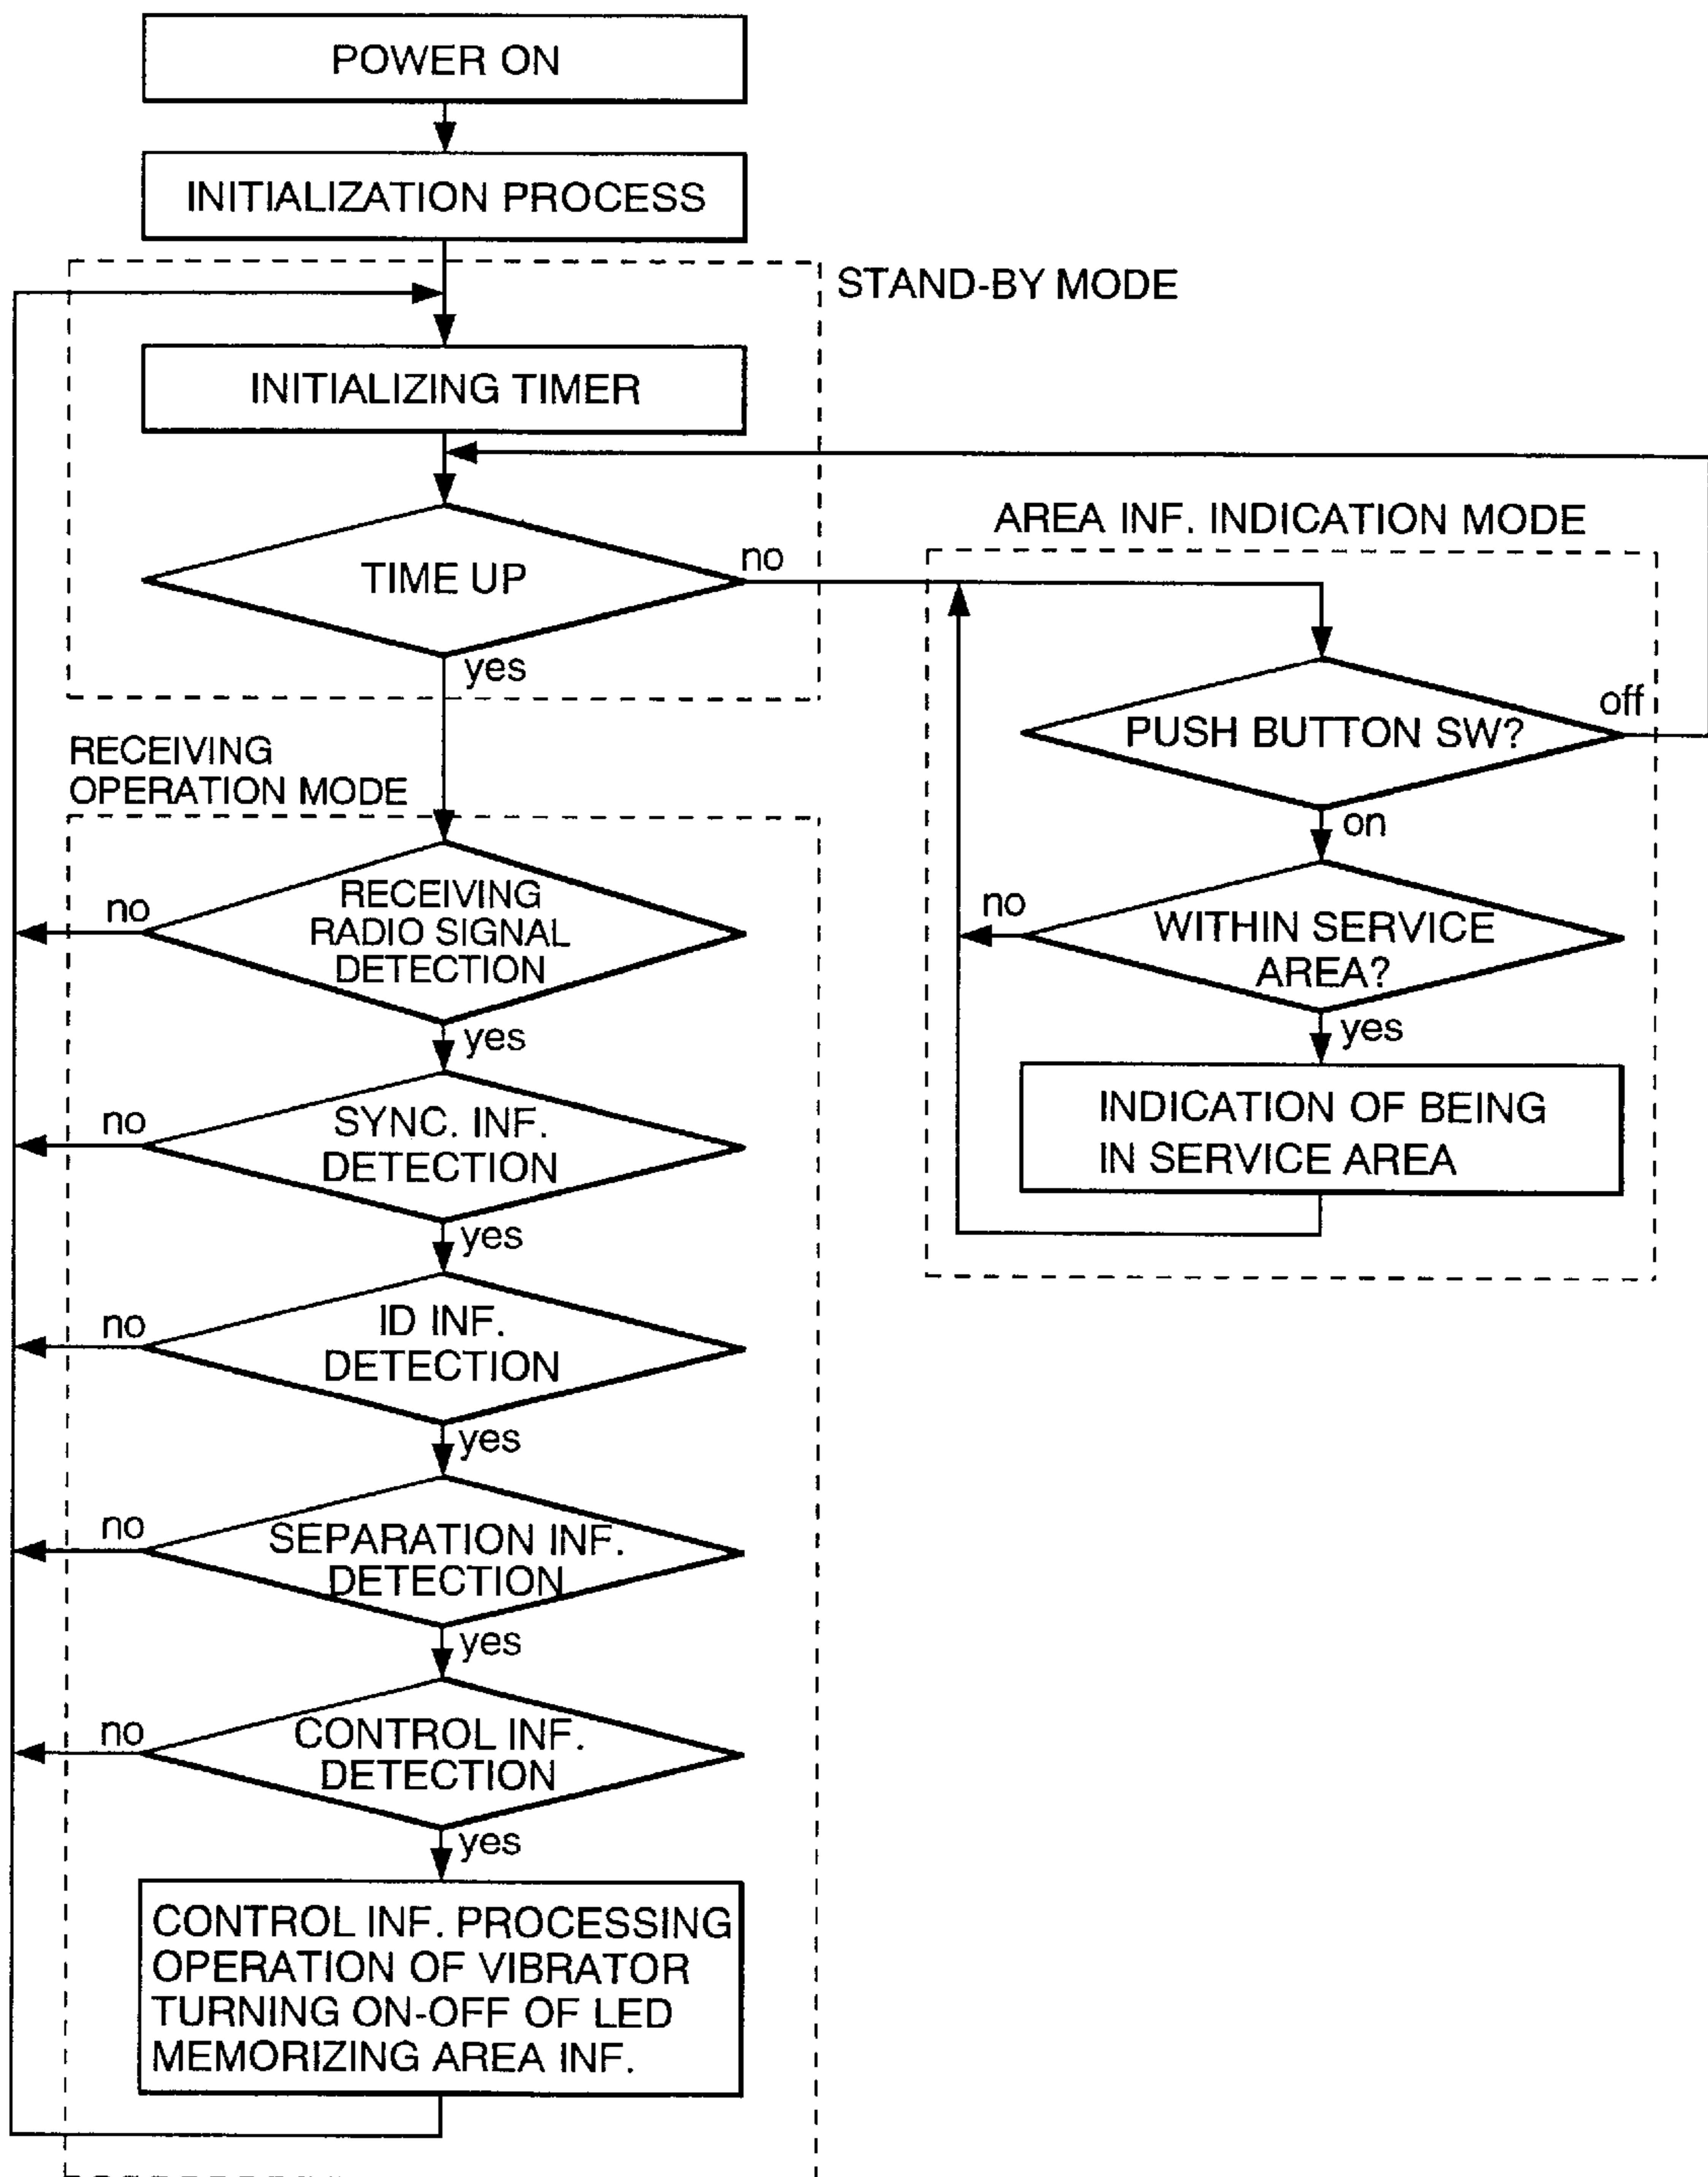 POWER ON
INITIALIZATION PROCESS
STAND-BY MODE
INITIALIZING TIMER
TIME UP
no
yes
AREA INF. INDICATION MODE
PUSH BUTTON SW?
off
on
WITHIN SERVICE
AREA?
no
yes
INDICATION OF BEING
IN SERVICE AREA
RECEIVING
OPERATION MODE
RECEIVING
RADIO SIGNAL
DETECTION
no
yes
SYNC. INF.
DETECTION
no
yes
ID INF.
DETECTION
no
yes
SEPARATION INF.
DETECTION
no
yes
CONTROL INF.
DETECTION
no
yes
CONTROL INF. PROCESSING
OPERATION OF VIBRATOR
TURNING ON-OFF OF LED
MEMORIZING AREA INF.